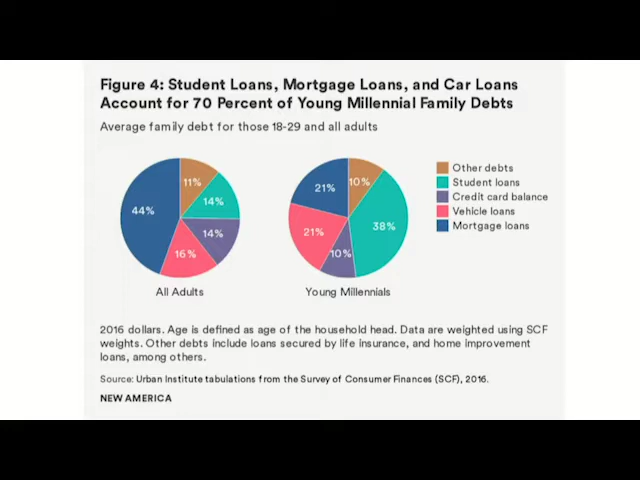 Figure 4: Student Loans, Mortgage Loans, and Car Loans
Account for 70 Percent of Young Millennial Family Debts
Average family debt for those 18-29 and all adults
11%
14%
14%
16%
44%
All Adults
10%
38%
10%
21%
21%
Young Millennials
Other debts
Student loans
Credit card balance
Vehicle loans
Mortgage loans
2016 dollars. Age is defined as age of the household head. Data are weighted using SCF
weights. Other debts include loans secured by life insurance, and home improvement
loans, among others.
Source: Urban Institute tabulations from the Survey of Consumer Finances (SCF), 2016.
NEW AMERICA